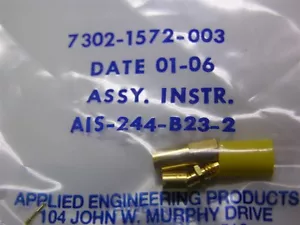 7302-1572-003
DATE 01-06
ASSY. INSTR.
AIS-244-B23-2
APPLIED ENGINEERING PRODUCTS
104 JOHN W. MURPHY DRIVE